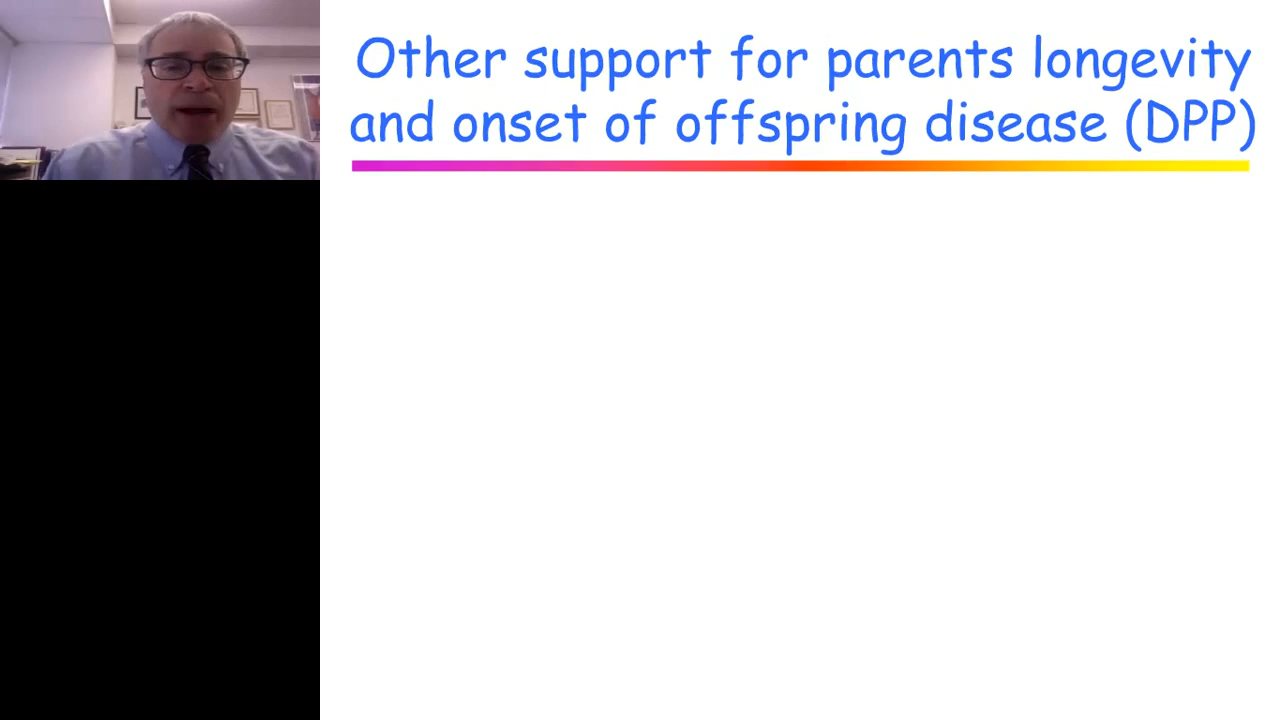 Other support for parents longevity
and onset of offspring disease (DPP)